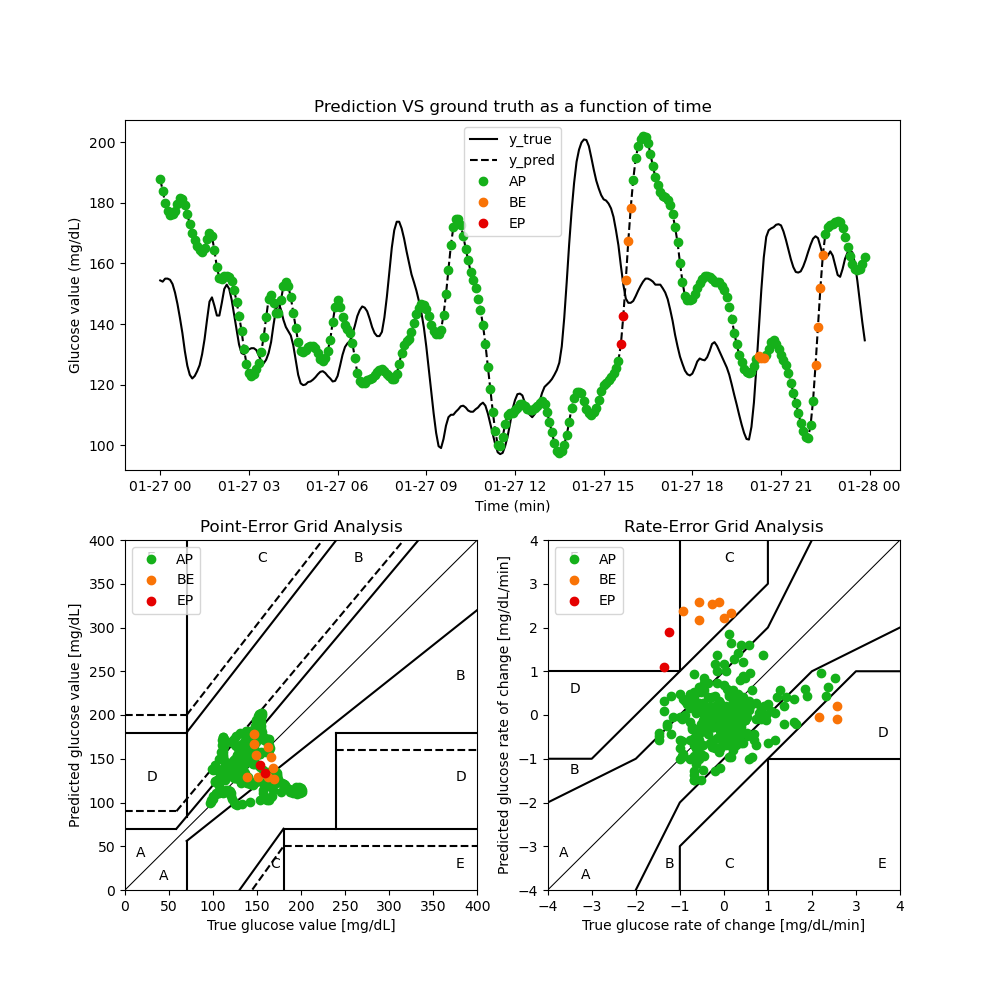 Prediction VS ground truth as a function of time
Glucose value (mg/dL)
200
180
160
140
120
100
y_true
y_pred
AP
BE
EP
01-27 00 01-27 03 01-27 06 01-27 09 01-27 12 01-27 15 01-27 18 01-27 21 01-28 00
Time (min)
Point-Error Grid Analysis
Predicted glucose value [mg/dL]
400
350
300
250
200
150
100
50
0
AP
BE
EP
C
B
B
D
D
A
A
C
E
0 50 100 150 200 250 300 350 400
True glucose value [mg/dL]
Rate-Error Grid Analysis
Predicted glucose rate of change [mg/dL/min]
4
3
2
1
0
−1
−2
−3
−4
AP
BE
EP
C
D
D
B
A
A
B
C
E
−4 −3 −2 −1 0 1 2 3 4
True glucose rate of change [mg/dL/min]